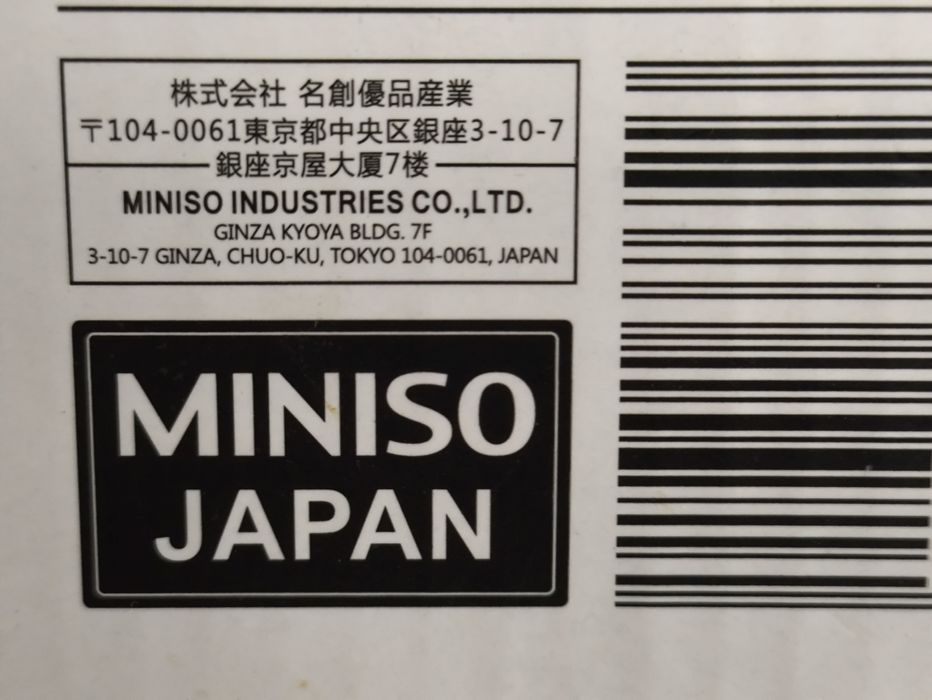 株式会社 名創優品産業
〒104-0061東京都中央区銀座3-10-7
銀座京屋大厦7楼
MINISO INDUSTRIES CO.,LTD.
GINZA KYOYA BLDG. 7F
3-10-7 GINZA, CHUO-KU, TOKYO 104-0061, JAPAN
MINISO
JAPAN